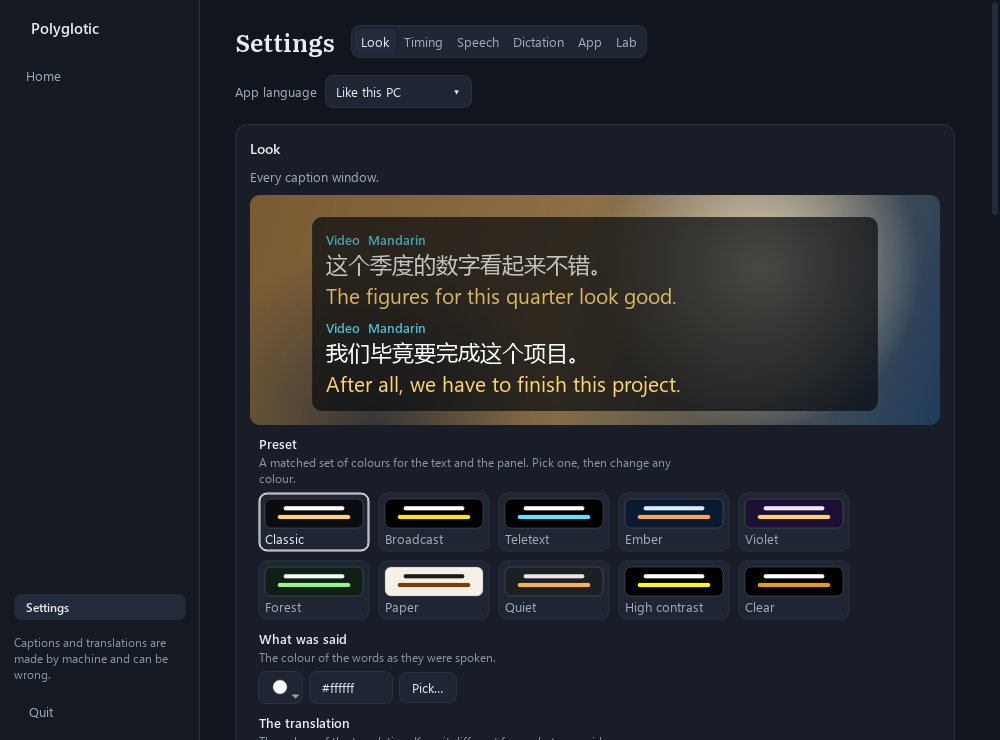 Polyglotic
Home
Settings
Captions and translations are
made by machine and can be
wrong.
Quit
Settings
Look Timing Speech Dictation App Lab
App language Like this PC
Look
Every caption window.
Video Mandarin
这个季度的数字看起来不错。
The figures for this quarter look good.
Video Mandarin
我们毕竟要完成这个项目。
After all, we have to finish this project.
Preset
A matched set of colours for the text and the panel. Pick one, then change any
colour.
Classic Broadcast Teletext Ember Violet
Forest Paper Quiet High contrast Clear
What was said
The colour of the words as they were spoken.
#ffffff Pick...
The translation